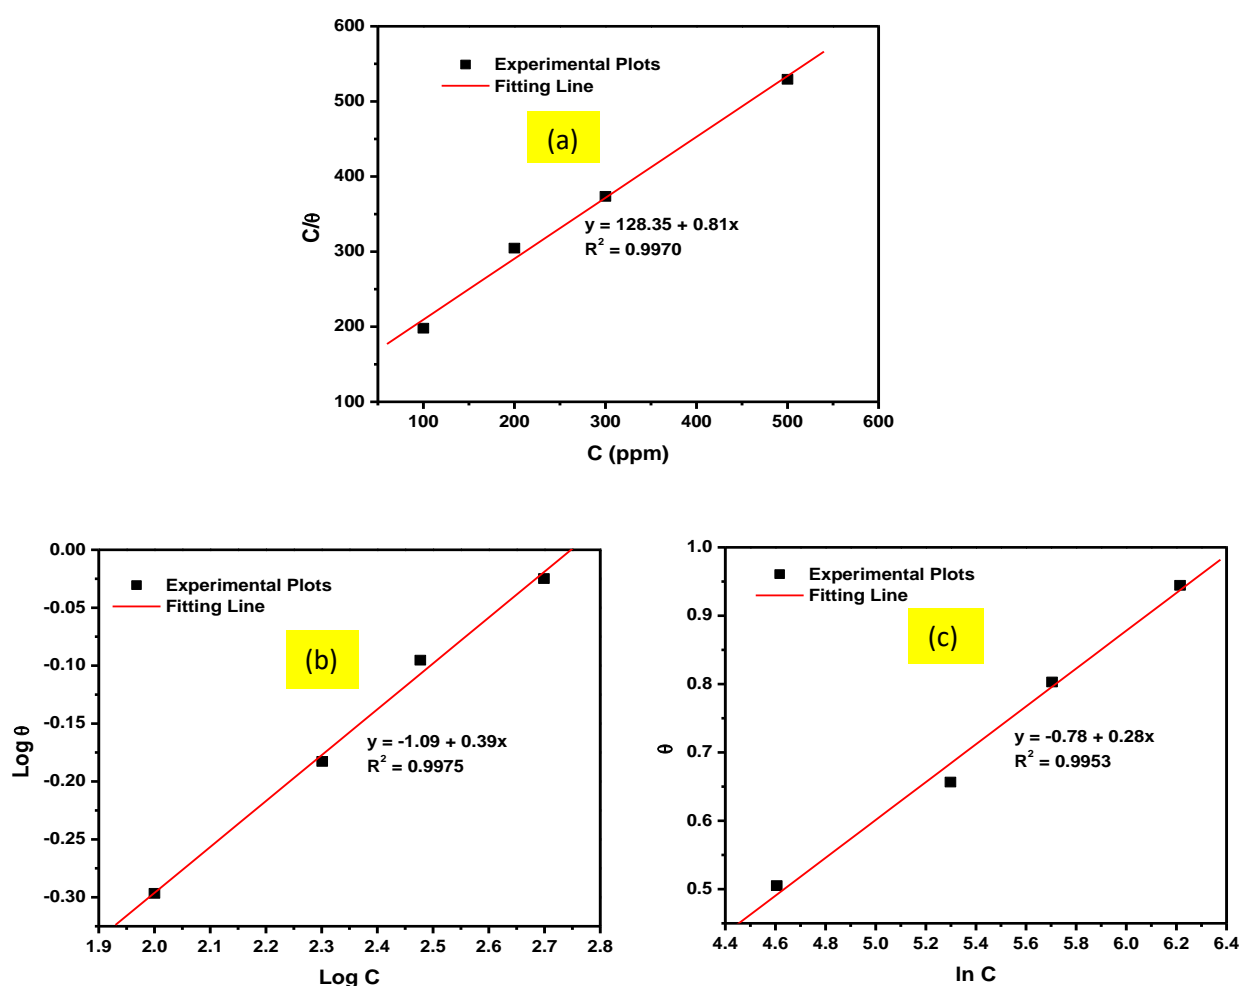 600
500
400
300
200
100
C/θ
Experimental Plots
Fitting Line
(a)
y = 128.35 + 0.81x
R² = 0.9970
100 200 300 400 500 600
C (ppm)
0.00
-0.05
-0.10
-0.15
-0.20
-0.25
-0.30
Log θ
Experimental Plots
Fitting Line
(b)
y = -1.09 + 0.39x
R² = 0.9975
1.9 2.0 2.1 2.2 2.3 2.4 2.5 2.6 2.7 2.8
Log C
1.0
0.9
0.8
0.7
0.6
0.5
θ
Experimental Plots
Fitting Line
(c)
y = -0.78 + 0.28x
R² = 0.9953
4.4 4.6 4.8 5.0 5.2 5.4 5.6 5.8 6.0 6.2 6.4
ln C